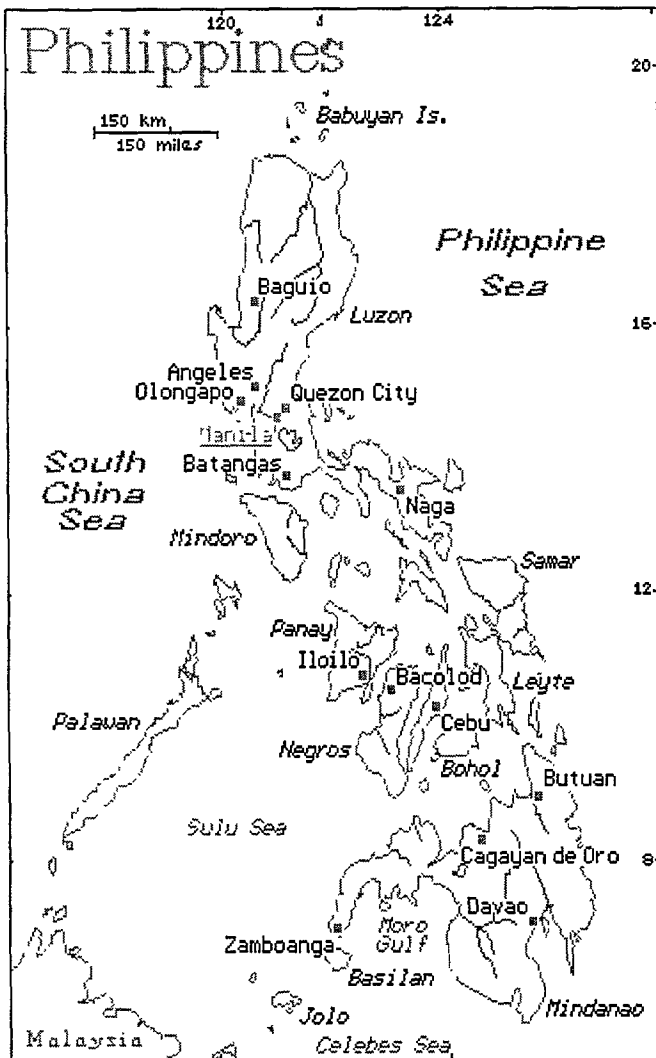 120
124
Philippines
20
150 km
150 miles
Babuyan Is.
Philippine
Sea
Baguio
Luzon
16
Angeles
Olongapo
Quezon City
Manila
South
China
Sea
Batangas
Naga
Mindoro
Samar
12
Panay
Iloilo
Bacolod
Leyte
Palawan
Cebu
Negros
Bohol
Butuan
Sulu Sea
Cagayan de Oro
8
Davao
Moro
Gulf
Zamboanga
Basilan
Mindanao
Jolo
Malaysia
Celebes Sea